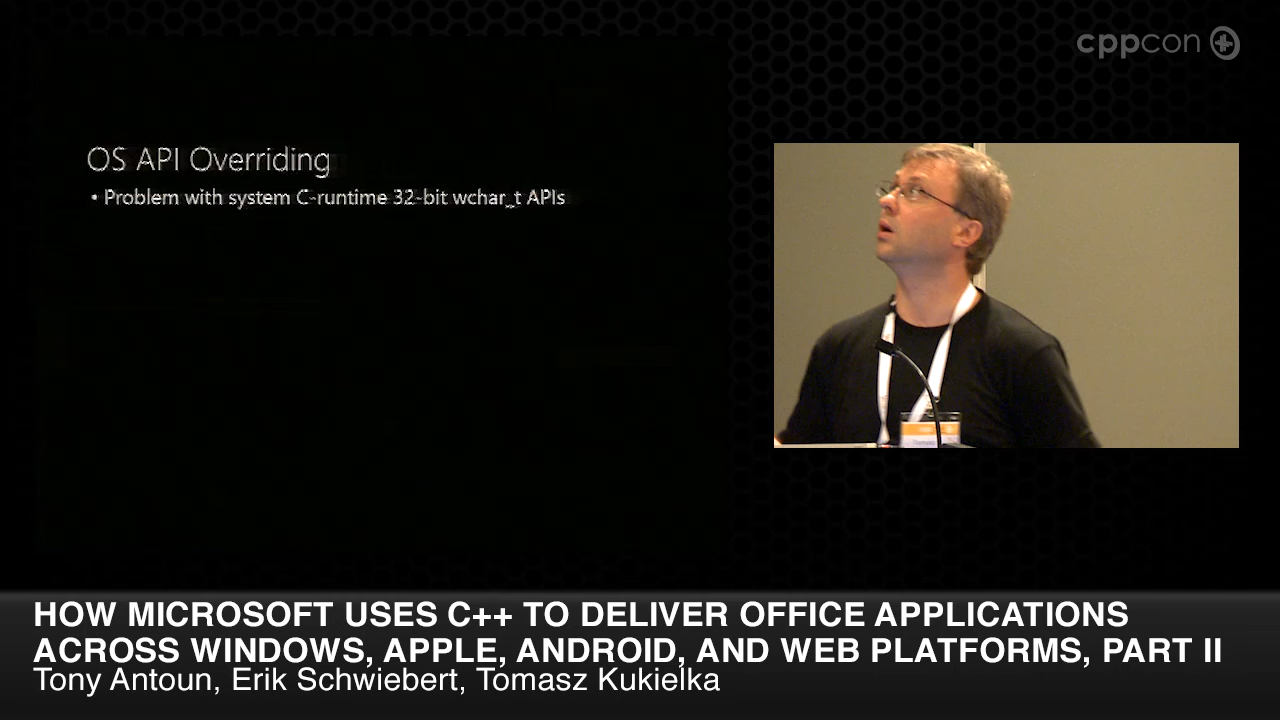 cppcon
OS API Overriding
• Problem with system C-runtime 32-bit wchar_t APIs
HOW MICROSOFT USES C++ TO DELIVER OFFICE APPLICATIONS
ACROSS WINDOWS, APPLE, ANDROID, AND WEB PLATFORMS, PART II
Tony Antoun, Erik Schwiebert, Tomasz Kukielka